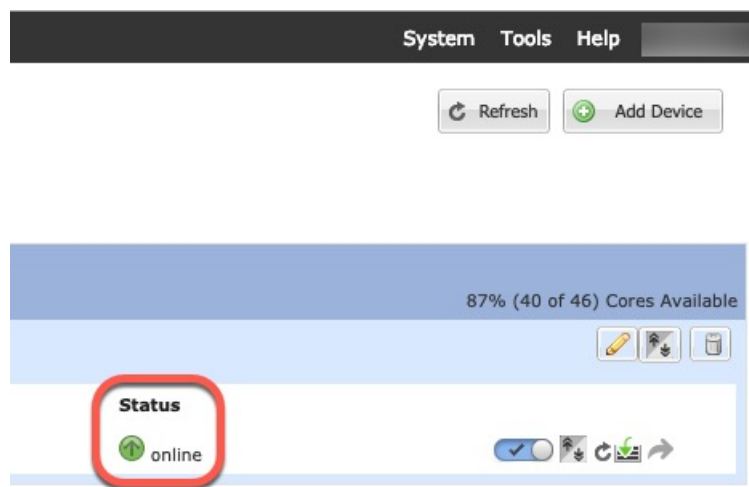 System Tools Help
Refresh Add Device
87% (40 of 46) Cores Available
Status
online